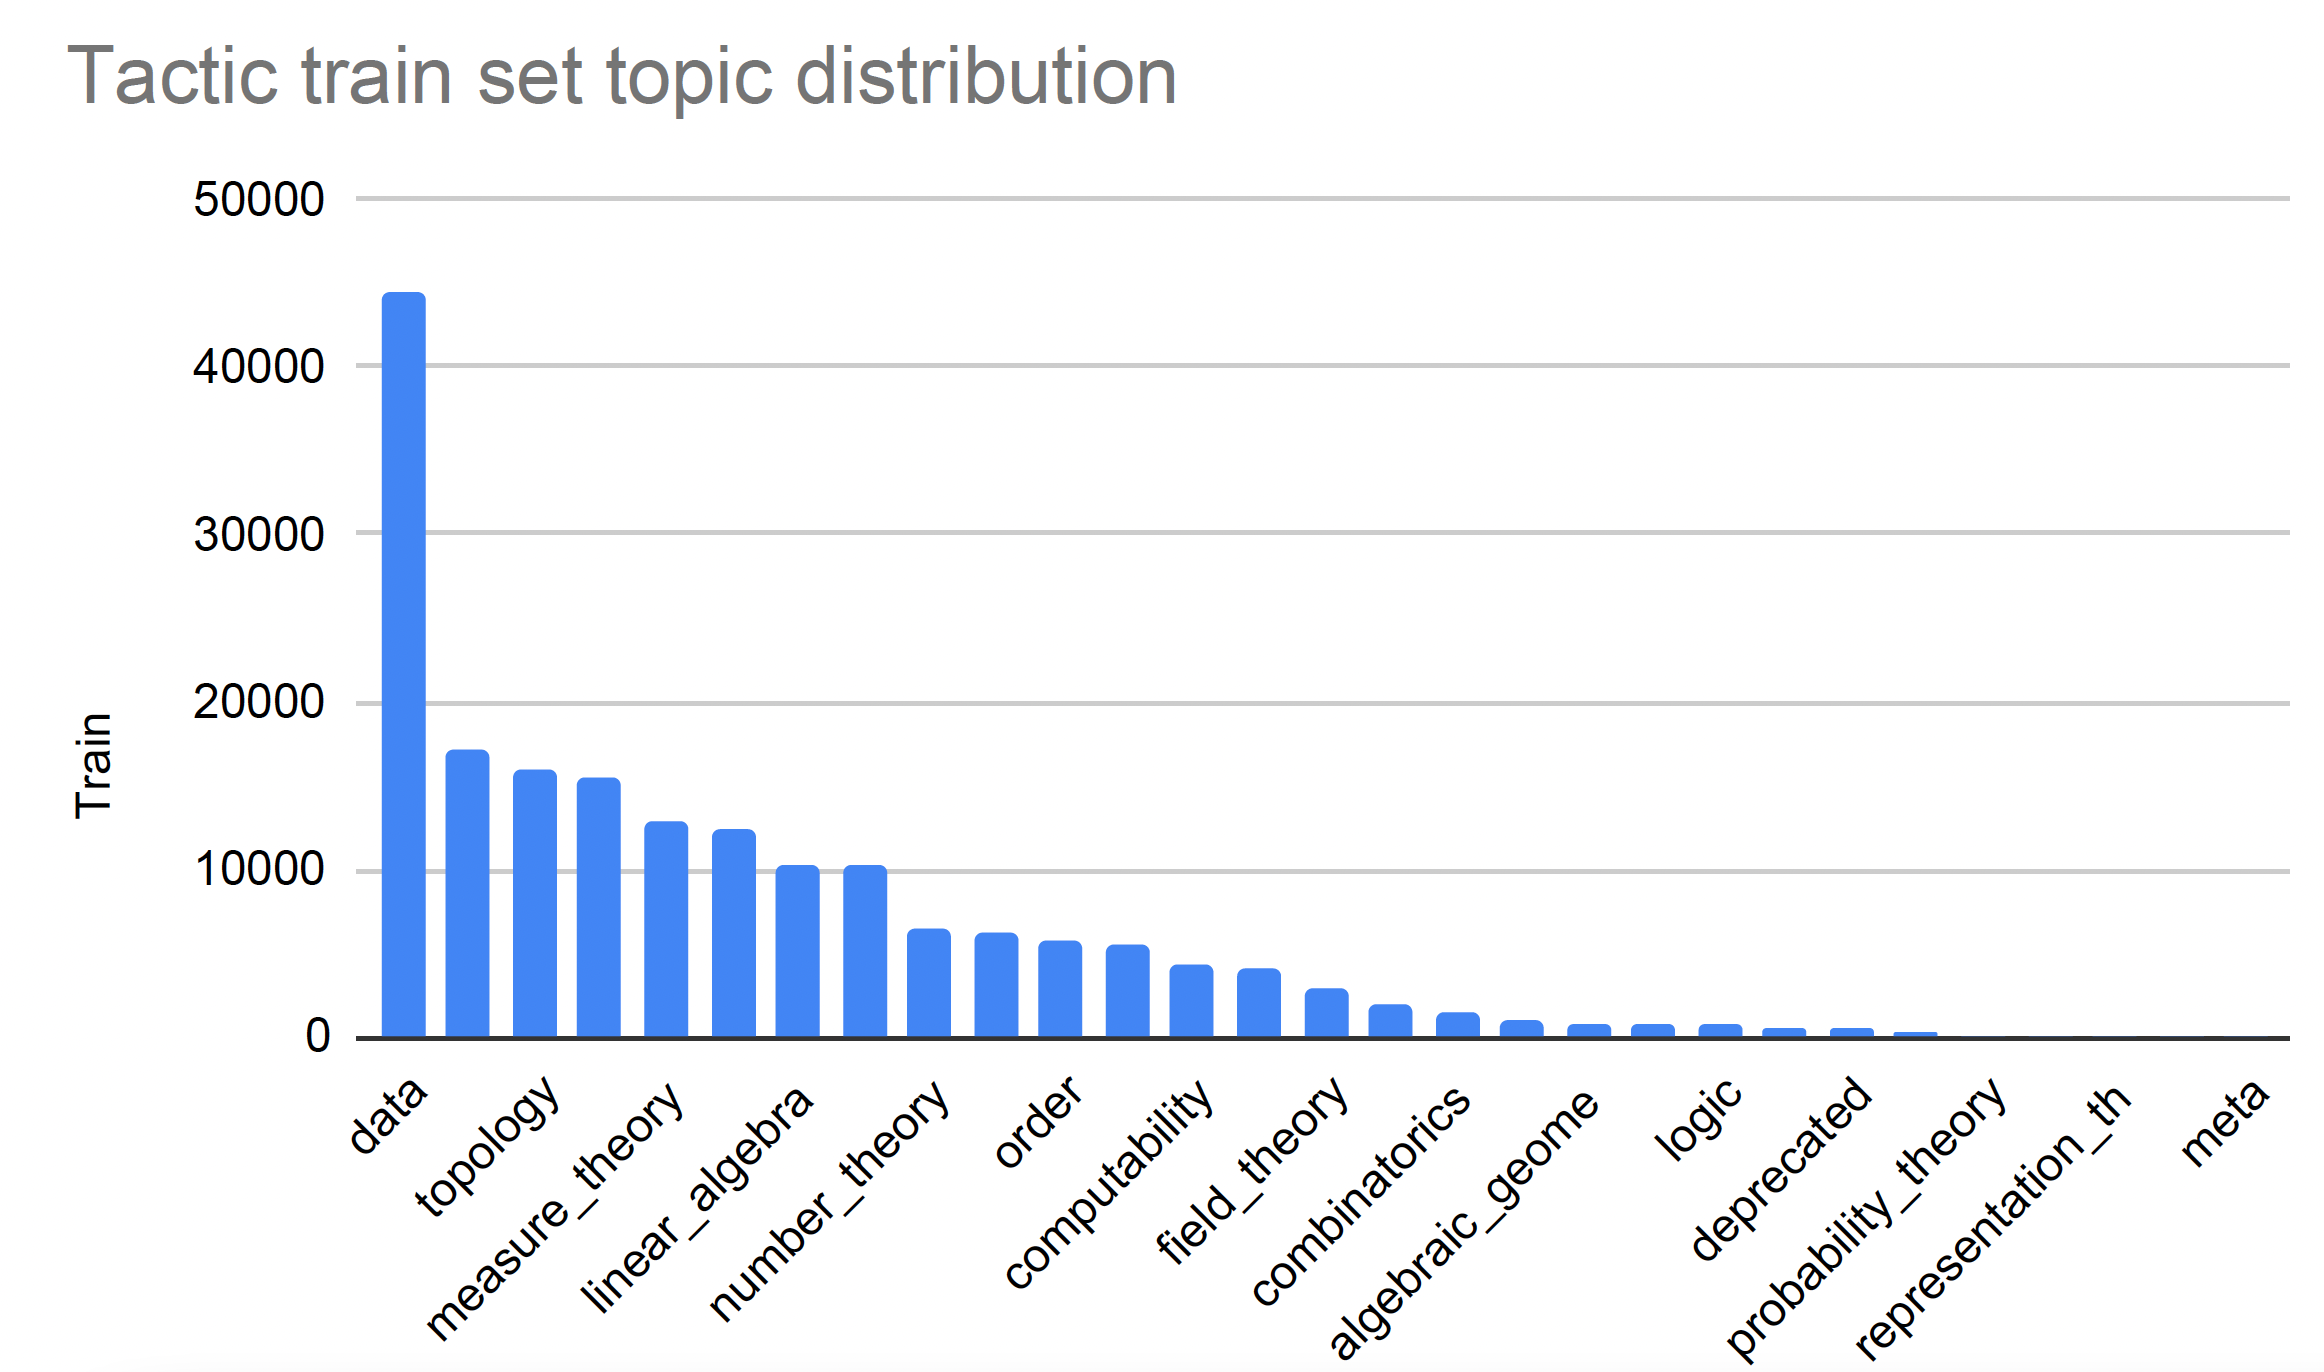 Tactic train set topic distribution
50000
40000
30000
20000
10000
0
Train
data
topology
measure_theory
linear_algebra
number_theory
order
computability
field_theory
combinatorics
algebraic_geome
logic
deprecated
probability_theory
representation_th
meta